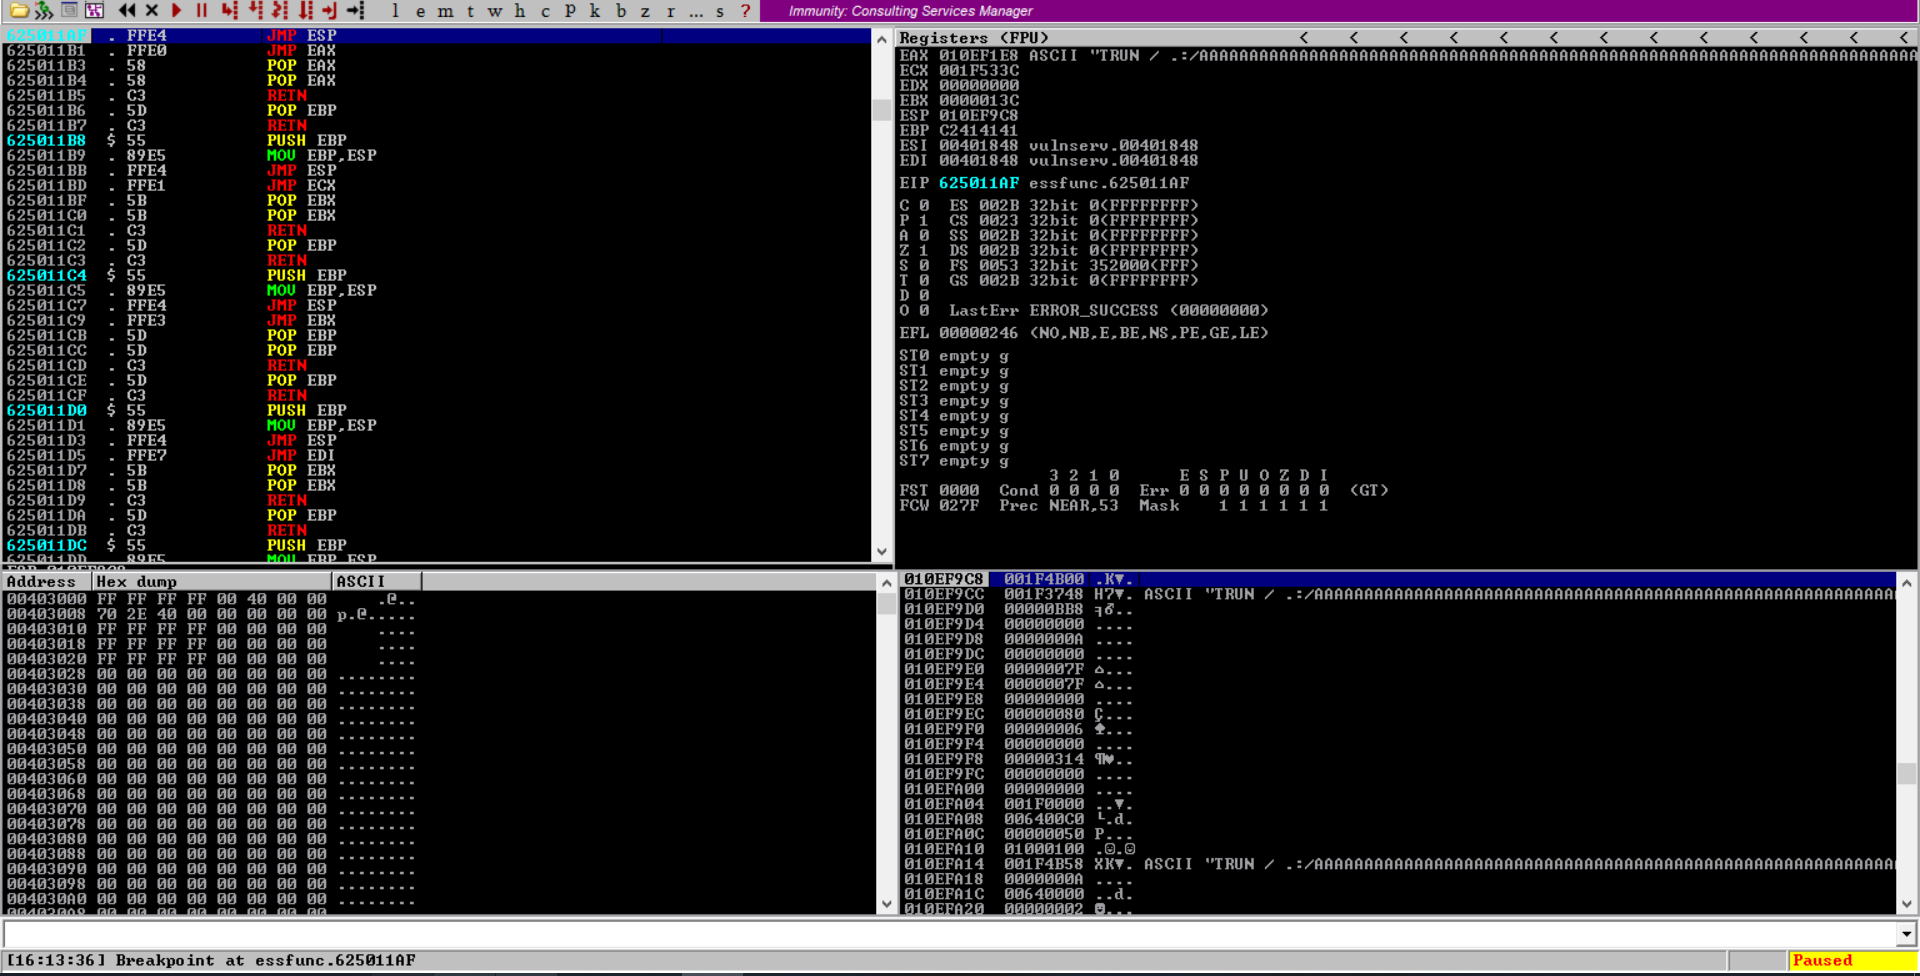 l e m t w h c P k b z r ... s ?
Immunity: Consulting Services Manager
625011AF . FFE4 JMP ESP
625011B1 . FFE0 JMP EAX
625011B3 . 58 POP EAX
625011B4 . 58 POP EAX
625011B5 . C3 RETN
625011B6 . 5D POP EBP
625011B7 . C3 RETN
625011B8 $ 55 PUSH EBP
625011B9 . 89E5 MOV EBP,ESP
625011BB . FFE4 JMP ESP
625011BD . FFE1 JMP ECX
625011BF . 5B POP EBX
625011C0 . 5B POP EBX
625011C1 . C3 RETN
625011C2 . 5D POP EBP
625011C3 . C3 RETN
625011C4 $ 55 PUSH EBP
625011C5 . 89E5 MOV EBP,ESP
625011C7 . FFE4 JMP ESP
625011C9 . FFE3 JMP EBX
625011CB . 5D POP EBP
625011CC . 5D POP EBP
625011CD . C3 RETN
625011CE . 5D POP EBP
625011CF . C3 RETN
625011D0 $ 55 PUSH EBP
625011D1 . 89E5 MOV EBP,ESP
625011D3 . FFE4 JMP ESP
625011D5 . FFE7 JMP EDI
625011D7 . 5B POP EBX
625011D8 . 5B POP EBX
625011D9 . C3 RETN
625011DA . 5D POP EBP
625011DB . C3 RETN
625011DC $ 55 PUSH EBP
625011DD . 89E5 MOV EBP,ESP
Registers (FPU) < < < < < < < < < < < < <
EAX 010EF1E8 ASCII "TRUN / .:/AAAAAAAAAAAAAAAAAAAAAAAAAAAAAAAAAAAAAAAAAAAAAAAAAAAAAAAAAAAAAAAAAAAAAAAA
ECX 001F533C
EDX 00000000
EBX 0000013C
ESP 010EF9C8
EBP C2414141
ESI 00401848 vulnserv.00401848
EDI 00401848 vulnserv.00401848
EIP 625011AF essfunc.625011AF
C 0 ES 002B 32bit 0(FFFFFFFF)
P 1 CS 0023 32bit 0(FFFFFFFF)
A 0 SS 002B 32bit 0(FFFFFFFF)
Z 1 DS 002B 32bit 0(FFFFFFFF)
S 0 FS 0053 32bit 352000(FFF)
T 0 GS 002B 32bit 0(FFFFFFFF)
D 0
O 0 LastErr ERROR_SUCCESS (00000000)
EFL 00000246 (NO,NB,E,BE,NS,PE,GE,LE)
ST0 empty g
ST1 empty g
ST2 empty g
ST3 empty g
ST4 empty g
ST5 empty g
ST6 empty g
ST7 empty g
3 2 1 0 E S P U O Z D I
FST 0000 Cond 0 0 0 0 Err 0 0 0 0 0 0 0 0 (GT)
FCW 027F Prec NEAR,53 Mask 1 1 1 1 1 1
Address Hex dump ASCII
00403000 FF FF FF FF 00 40 00 00 .@..
00403008 70 2E 40 00 00 00 00 00 p.@.....
00403010 FF FF FF FF 00 00 00 00 ....
00403018 FF FF FF FF 00 00 00 00 ....
00403020 FF FF FF FF 00 00 00 00 ....
00403028 00 00 00 00 00 00 00 00 ........
00403030 00 00 00 00 00 00 00 00 ........
00403038 00 00 00 00 00 00 00 00 ........
00403040 00 00 00 00 00 00 00 00 ........
00403048 00 00 00 00 00 00 00 00 ........
00403050 00 00 00 00 00 00 00 00 ........
00403058 00 00 00 00 00 00 00 00 ........
00403060 00 00 00 00 00 00 00 00 ........
00403068 00 00 00 00 00 00 00 00 ........
00403070 00 00 00 00 00 00 00 00 ........
00403078 00 00 00 00 00 00 00 00 ........
00403080 00 00 00 00 00 00 00 00 ........
00403088 00 00 00 00 00 00 00 00 ........
00403090 00 00 00 00 00 00 00 00 ........
00403098 00 00 00 00 00 00 00 00 ........
004030A0 00 00 00 00 00 00 00 00 ........
004030A8 00 00 00 00 00 00 00 00 ........
010EF9C8 001F4B00 .K▼.
010EF9CC 001F3748 H7▼. ASCII "TRUN / .:/AAAAAAAAAAAAAAAAAAAAAAAAAAAAAAAAAAAAAAAAAAAAAAAAAAAAAAAAAA
010EF9D0 00000BB8 ╕♂..
010EF9D4 00000000 ....
010EF9D8 0000000A ....
010EF9DC 00000000 ....
010EF9E0 0000007F ⌂...
010EF9E4 0000007F ⌂...
010EF9E8 00000000 ....
010EF9EC 00000080 Ç...
010EF9F0 00000006 ♠...
010EF9F4 00000000 ....
010EF9F8 00000314 ¶♥..
010EF9FC 00000000 ....
010EFA00 00000000 ....
010EFA04 001F0000 ..▼.
010EFA08 006400C0 └.d.
010EFA0C 00000050 P...
010EFA10 01000100 .☺.☺
010EFA14 001F4B58 XK▼. ASCII "TRUN / .:/AAAAAAAAAAAAAAAAAAAAAAAAAAAAAAAAAAAAAAAAAAAAAAAAAAAAAAAAAA
010EFA18 0000000A ....
010EFA1C 00640000 ..d.
010EFA20 00000002 ☻...
[16:13:36] Breakpoint at essfunc.625011AF
Paused